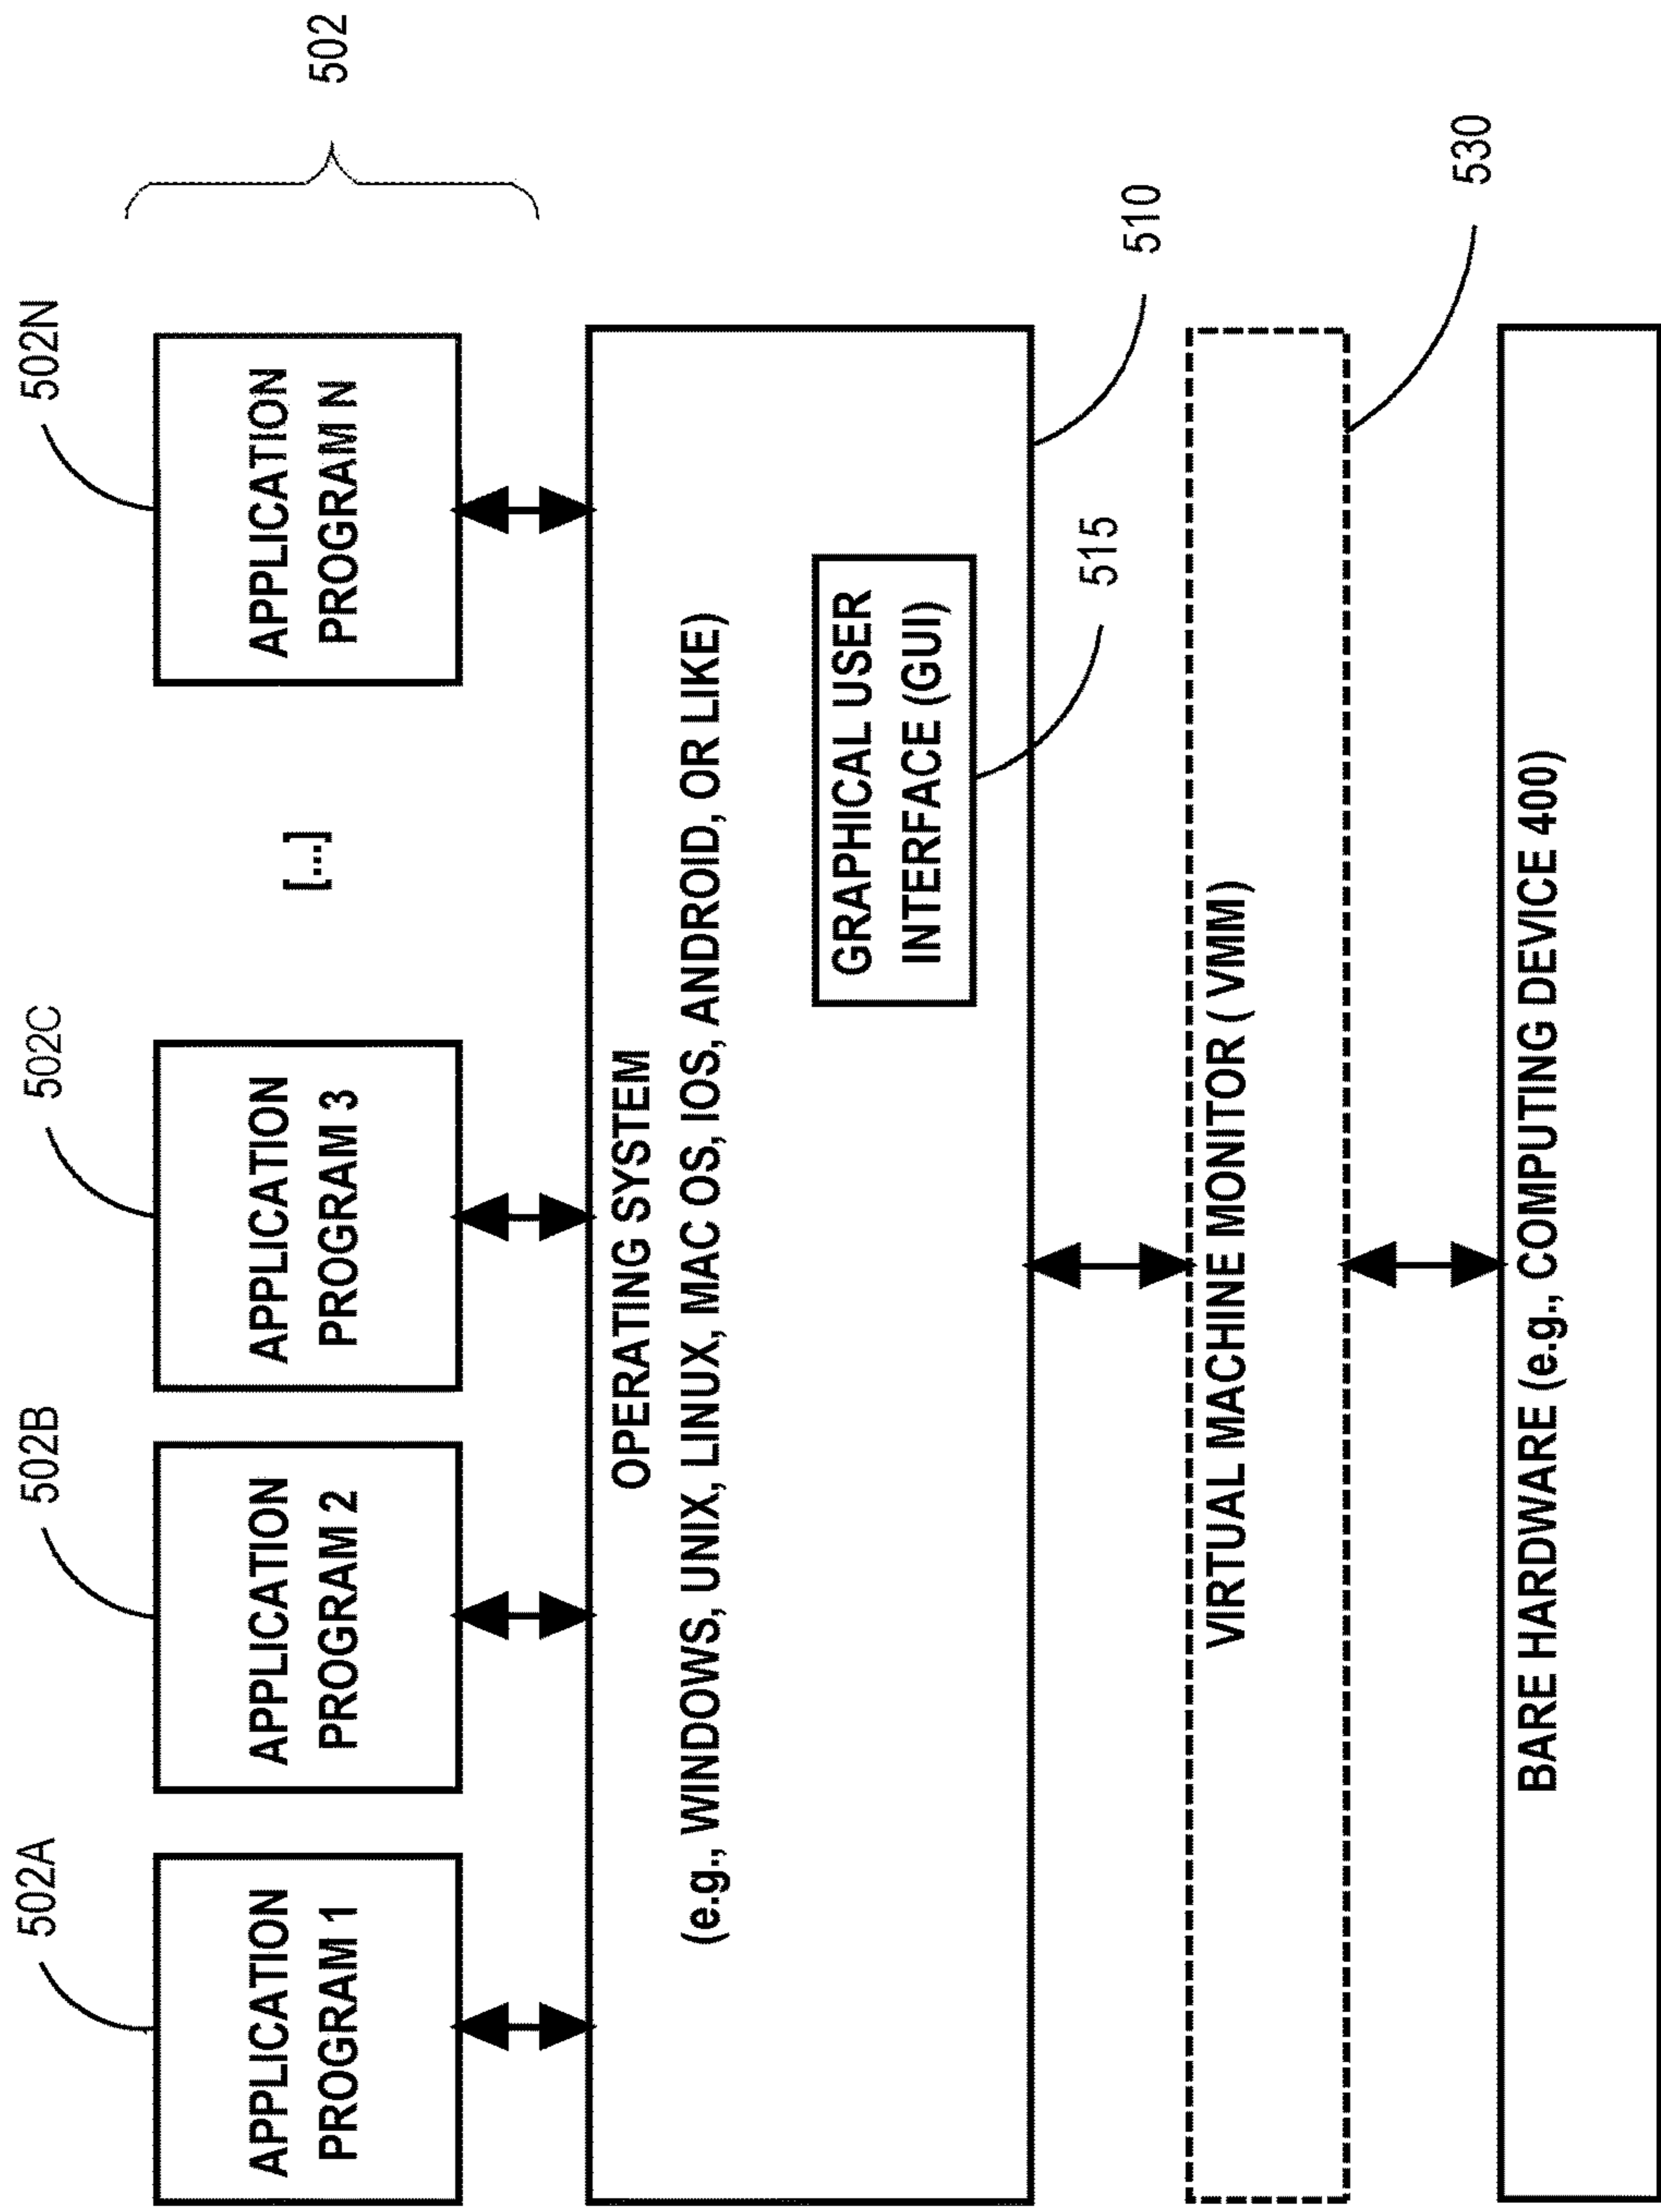 502
502A
502B
502C
502N
APPLICATION
PROGRAM 1
APPLICATION
PROGRAM 2
APPLICATION
PROGRAM 3
[...]
APPLICATION
PROGRAM N
OPERATING SYSTEM
(e.g., WINDOWS, UNIX, LINUX, MAC OS, IOS, ANDROID, OR LIKE)
GRAPHICAL USER
INTERFACE (GUI)
515
510
VIRTUAL MACHINE MONITOR ( VMM)
530
BARE HARDWARE (e.g., COMPUTING DEVICE 400)